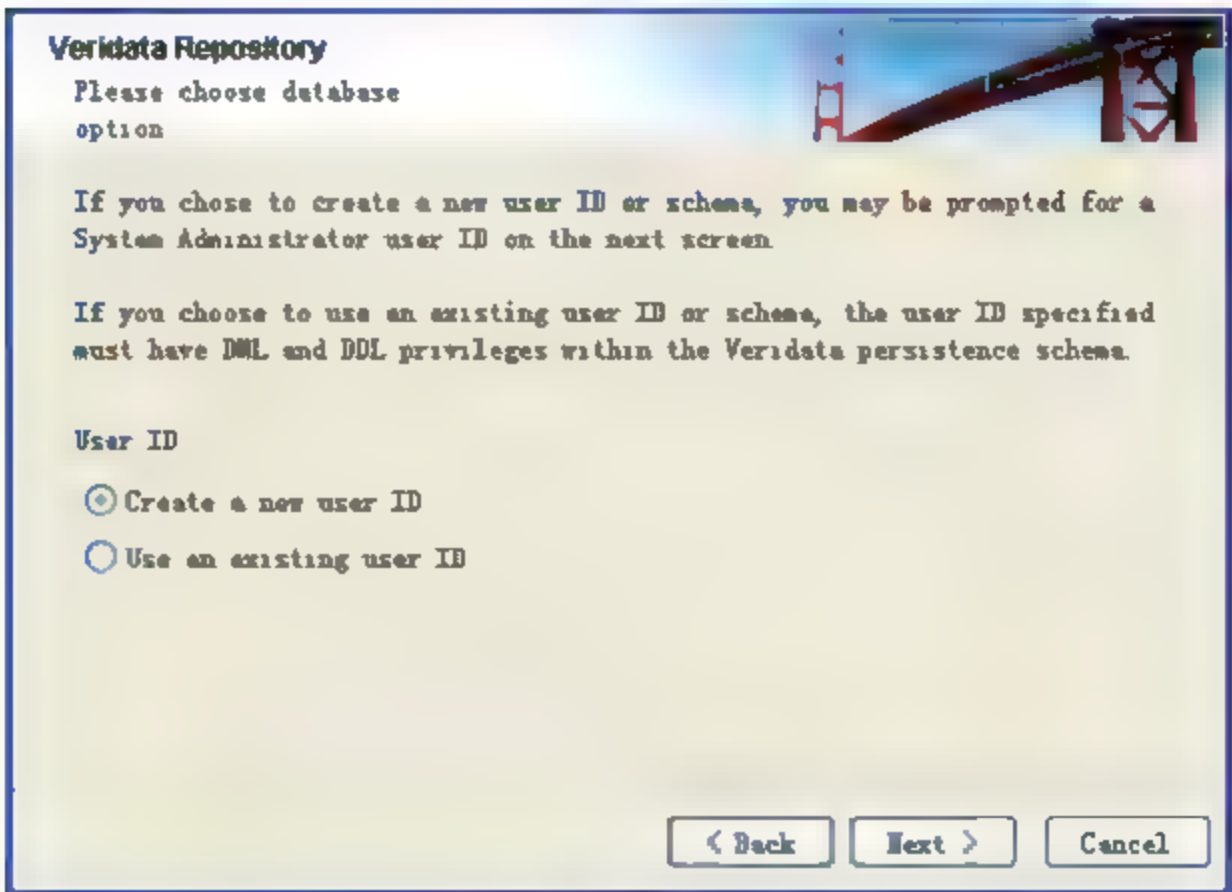 Veridata Repository
Please choose database
option
If you chose to create a new user ID or schema, you may be prompted for a
System Administrator user ID on the next screen
If you choose to use an existing user ID or schema, the user ID specified
must have DML and DDL privileges within the Veridata persistence schema.
User ID
Create a new user ID
Use an existing user ID
< Back
Next >
Cancel